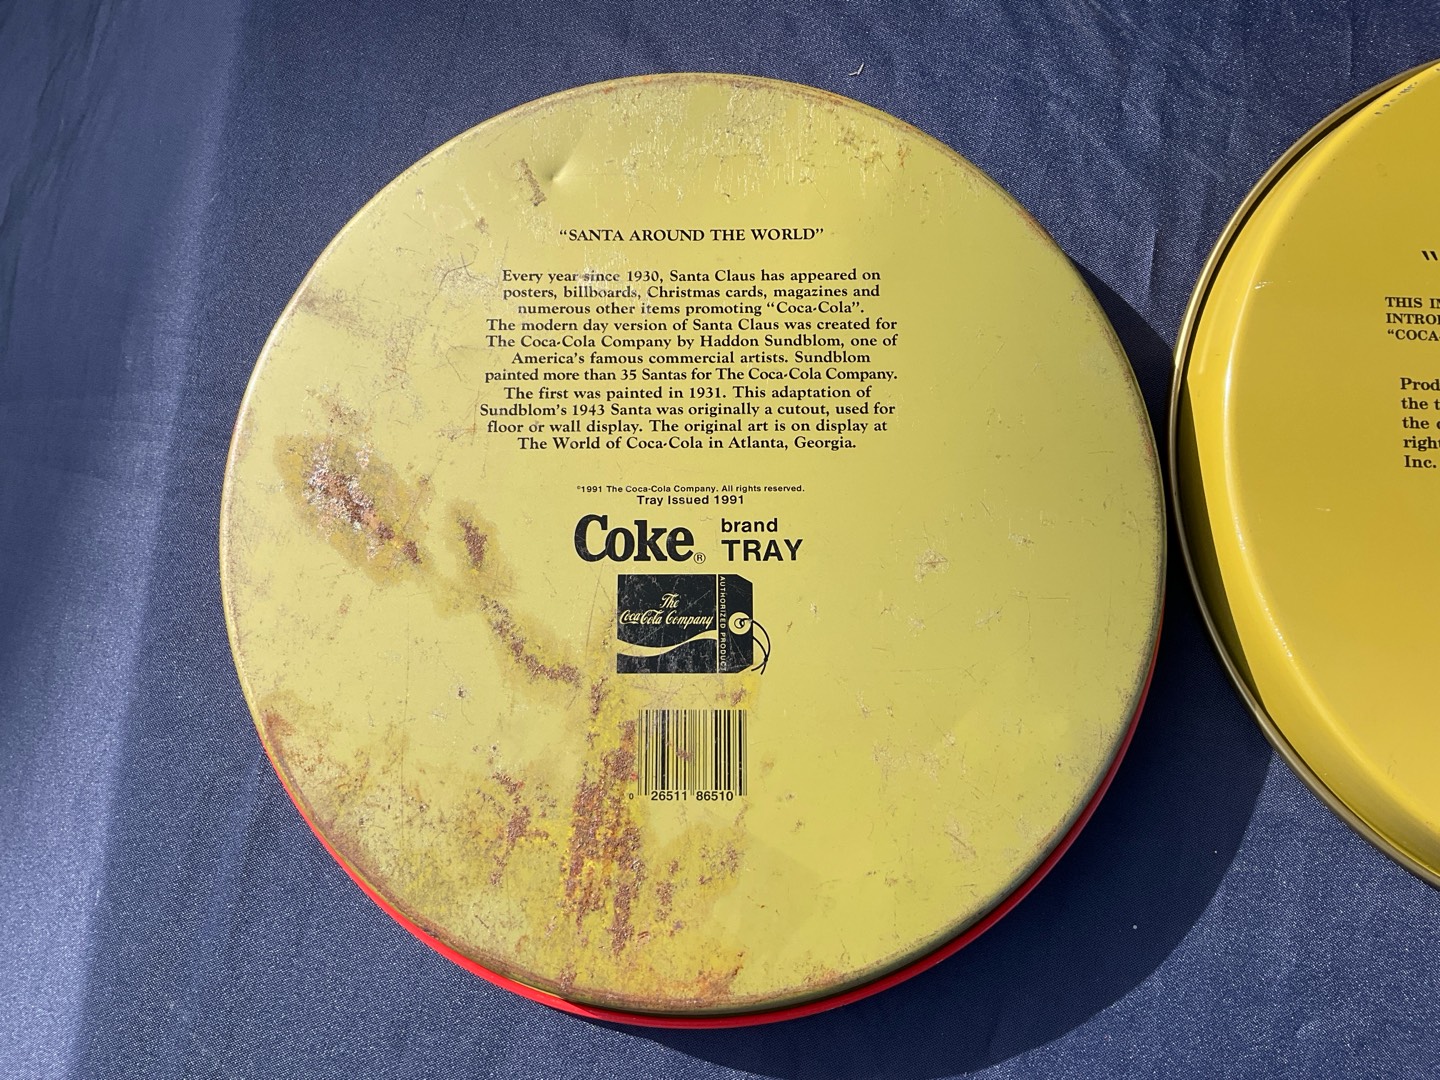 “SANTA AROUND THE WORLD”
Every year since 1930, Santa Claus has appeared on
posters, billboards, Christmas cards, magazines and
numerous other items promoting “Coca-Cola”.
The modern day version of Santa Claus was created for
The Coca-Cola Company by Haddon Sundblom, one of
America’s famous commercial artists. Sundblom
painted more than 35 Santas for The Coca-Cola Company.
The first was painted in 1931. This adaptation of
Sundblom’s 1943 Santa was originally a cutout, used for
floor or wall display. The original art is on display at
The World of Coca-Cola in Atlanta, Georgia.
©1991 The Coca-Cola Company. All rights reserved.
Tray Issued 1991
Coke® brand
TRAY
The
Coca-Cola Company
AUTHORIZED PRODUCT
0 26511 86510
THIS
“COCA-
the
the
Inc.